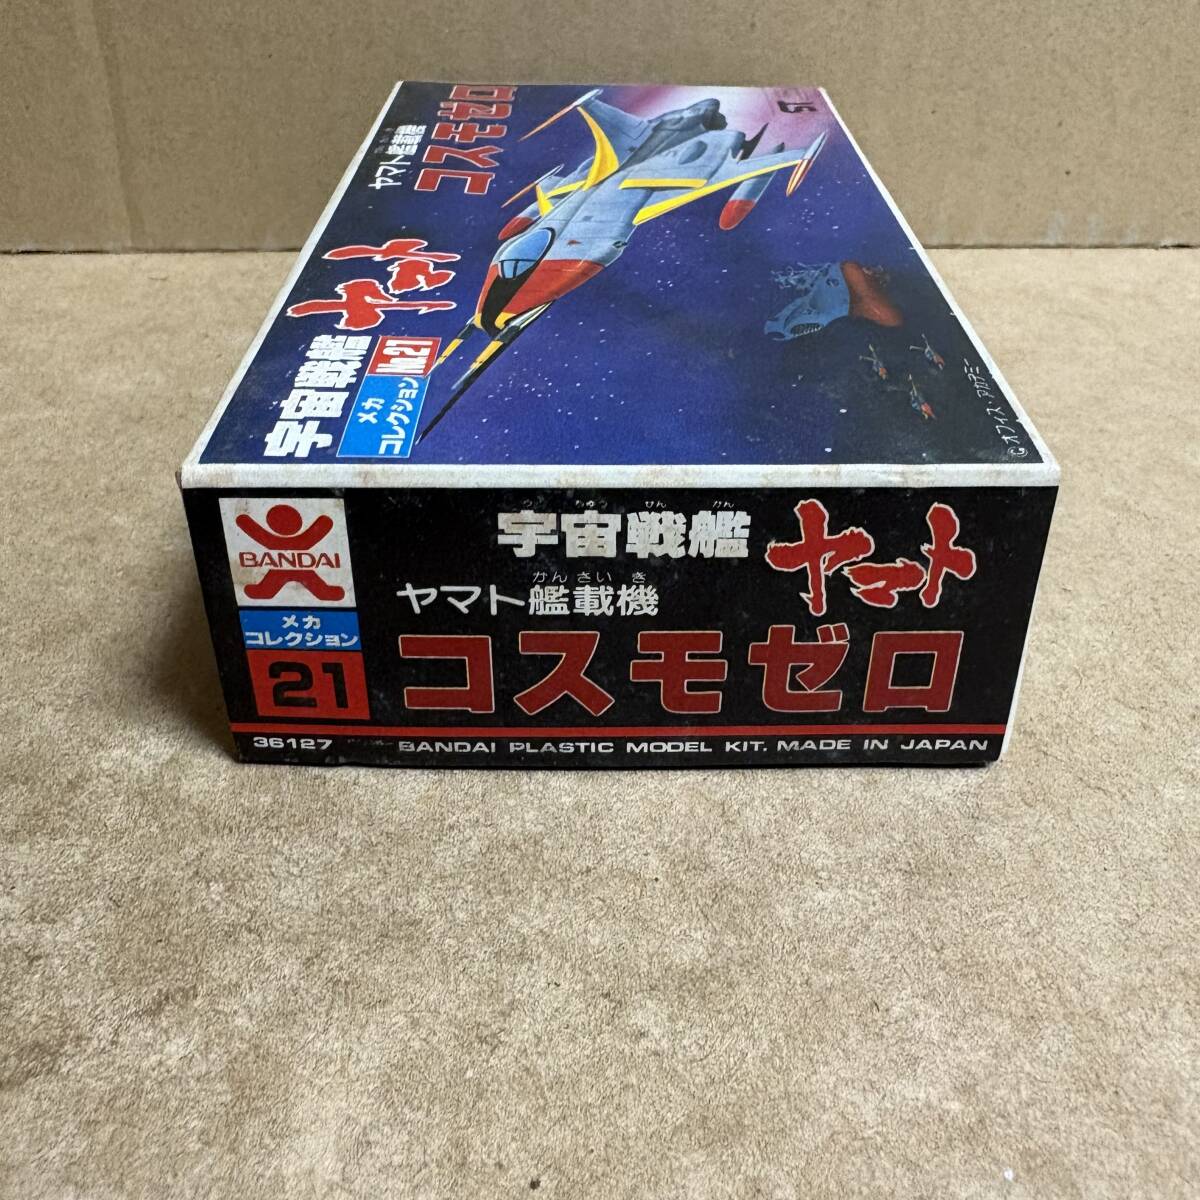 ヤマト艦載機
コスモゼロ
宇宙戦艦
ヤマト
No.21
メカ
コレクション
ST
©オフィス・アカデミー
BANDAI
メカ
コレクション
21
36127
うちゅうせんかん
宇宙戦艦
ヤマト
かんさいき
ヤマト艦載機
コスモゼロ
BANDAI PLASTIC MODEL KIT. MADE IN JAPAN